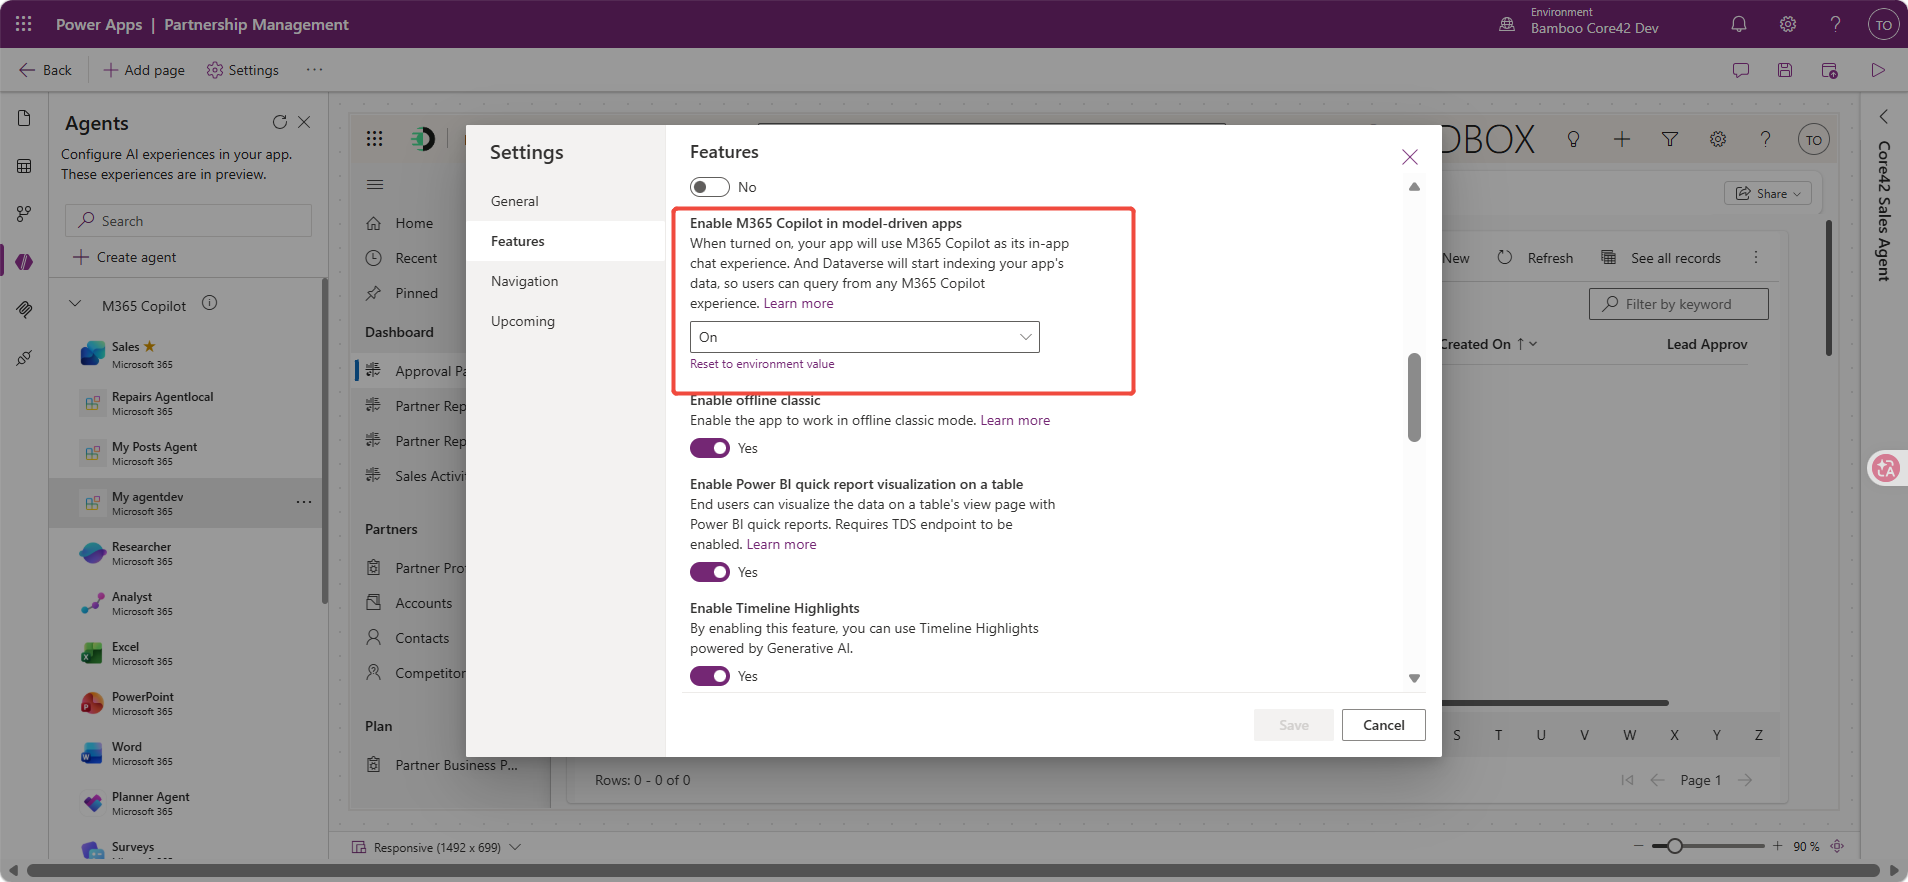 Power Apps | Partnership Management
Environment
Bamboo Core42 Dev
TO
Back
Add page
Settings
Agents
Configure AI experiences in your app.
These experiences are in preview.
Search
Create agent
M365 Copilot
Sales
Microsoft 365
Repairs Agentlocal
Microsoft 365
My Posts Agent
Microsoft 365
My agentdev
Microsoft 365
Researcher
Microsoft 365
Analyst
Microsoft 365
Excel
Microsoft 365
PowerPoint
Microsoft 365
Word
Microsoft 365
Planner Agent
Microsoft 365
Surveys
Home
Recent
Pinned
Dashboard
Approval Pa
Partner Rep
Partner Rep
Sales Activi
Partners
Partner Pro
Accounts
Contacts
Competitor
Plan
Partner Business P...
Settings
General
Features
Navigation
Upcoming
Features
No
Enable M365 Copilot in model-driven apps
When turned on, your app will use M365 Copilot as its in-app
chat experience. And Dataverse will start indexing your app's
data, so users can query from any M365 Copilot
experience. Learn more
On
Reset to environment value
Enable offline classic
Enable the app to work in offline classic mode. Learn more
Yes
Enable Power BI quick report visualization on a table
End users can visualize the data on a table's view page with
Power BI quick reports. Requires TDS endpoint to be
enabled. Learn more
Yes
Enable Timeline Highlights
By enabling this feature, you can use Timeline Highlights
powered by Generative AI.
Yes
Save
Cancel
DBOX
TO
Share
New
Refresh
See all records
Filter by keyword
Created On
Lead Approv
S T U V W X Y Z
Rows: 0 - 0 of 0
Page 1
Core42 Sales Agent
Responsive (1492 x 699)
90 %